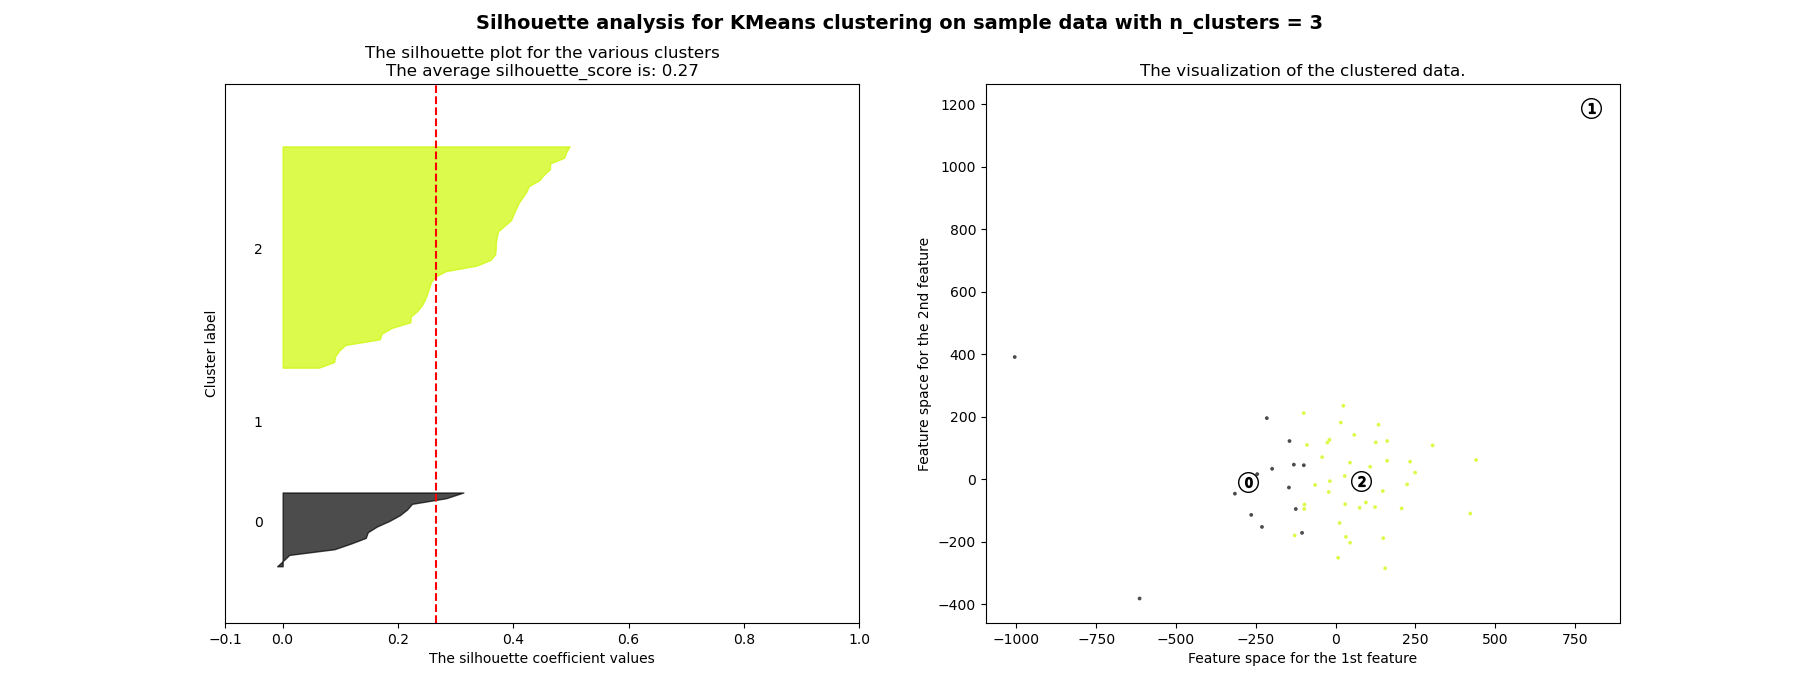 Silhouette analysis for KMeans clustering on sample data with n_clusters = 3
The silhouette plot for the various clusters
The average silhouette_score is: 0.27
Cluster label
2
1
0
−0.1 0.0 0.2 0.4 0.6 0.8 1.0
The silhouette coefficient values
The visualization of the clustered data.
Feature space for the 2nd feature
1200
1000
800
600
400
200
0
−200
−400
1
0 2
−1000 −750 −500 −250 0 250 500 750
Feature space for the 1st feature